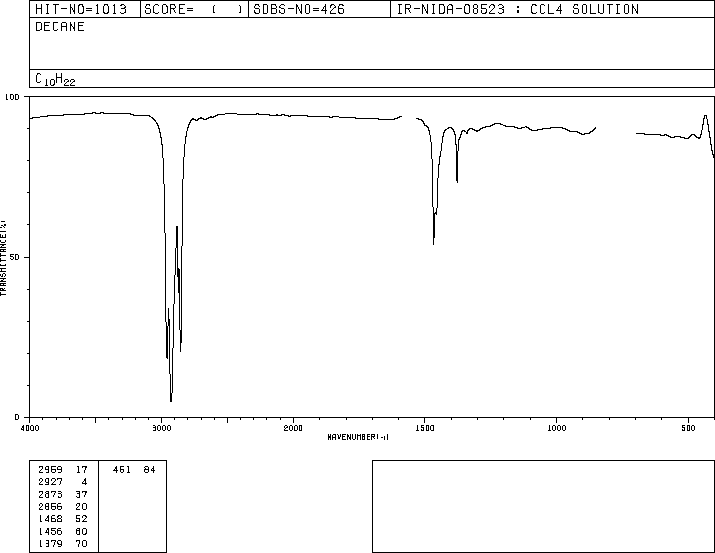 HIT-NO=1013 SCORE= ( ) SDBS-NO=426 IR-NIDA-08523 : CCL4 SOLUTION
DECANE
C10H22
100
50
0
TRANSMITTANCE(%)
4000 3000 2000 1500 1000 500
WAVENUMBER(-1)
2959 17 461 84
2927 4
2873 37
2856 20
1468 52
1456 60
1379 70